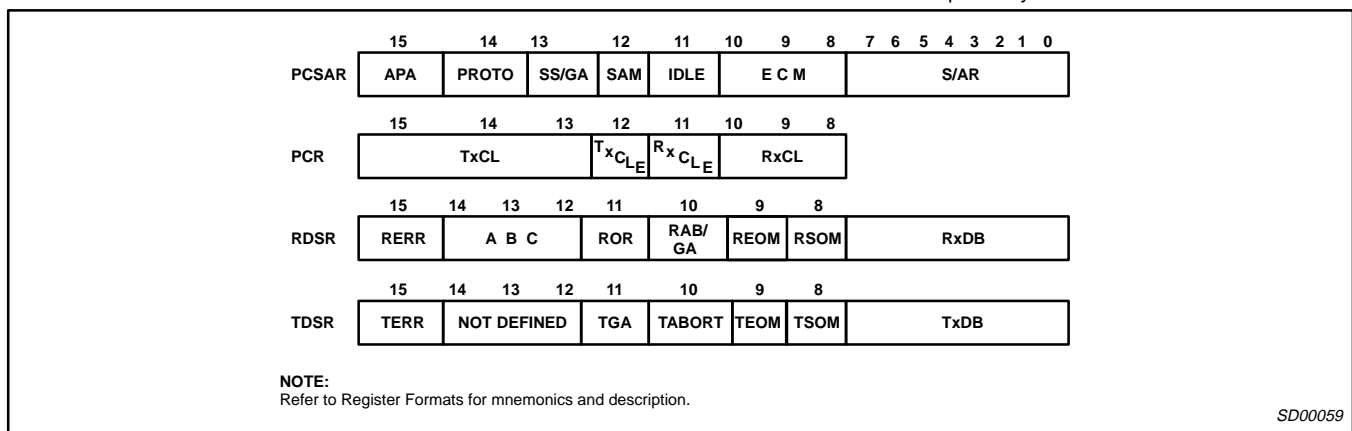 15 14 13 12 11 10 9 8 7 6 5 4 3 2 1 0
PCSAR APA PROTO SS/GA SAM IDLE E C M S/AR
15 14 13 12 11 10 9 8
PCR TxCL TxCLE RxCLE RxCL
15 14 13 12 11 10 9 8
RDSR RERR A B C ROR RAB/GA REOM RSOM RxDB
15 14 13 12 11 10 9 8
TDSR TERR NOT DEFINED TGA TABORT TEOM TSOM TxDB
NOTE:
Refer to Register Formats for mnemonics and description.
SD00059